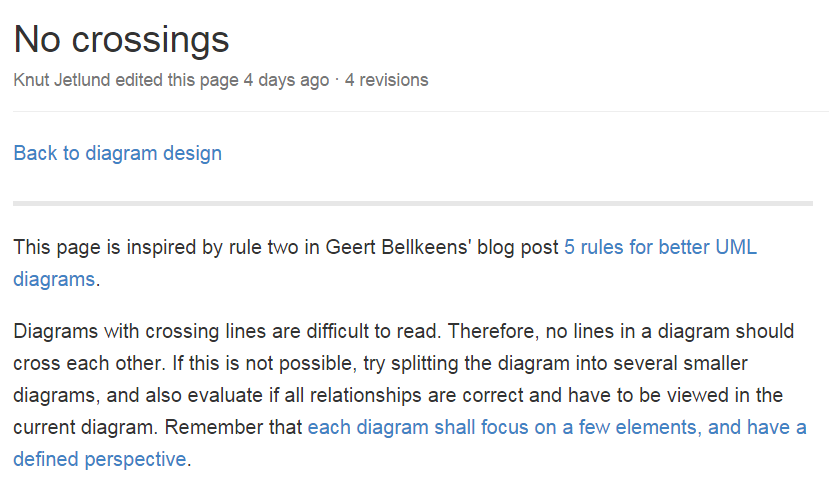 No crossings
Knut Jetlund edited this page 4 days ago · 4 revisions
Back to diagram design
This page is inspired by rule two in Geert Bellkeens' blog post 5 rules for better UML
diagrams.
Diagrams with crossing lines are difficult to read. Therefore, no lines in a diagram should
cross each other. If this is not possible, try splitting the diagram into several smaller
diagrams, and also evaluate if all relationships are correct and have to be viewed in the
current diagram. Remember that each diagram shall focus on a few elements, and have a
defined perspective.